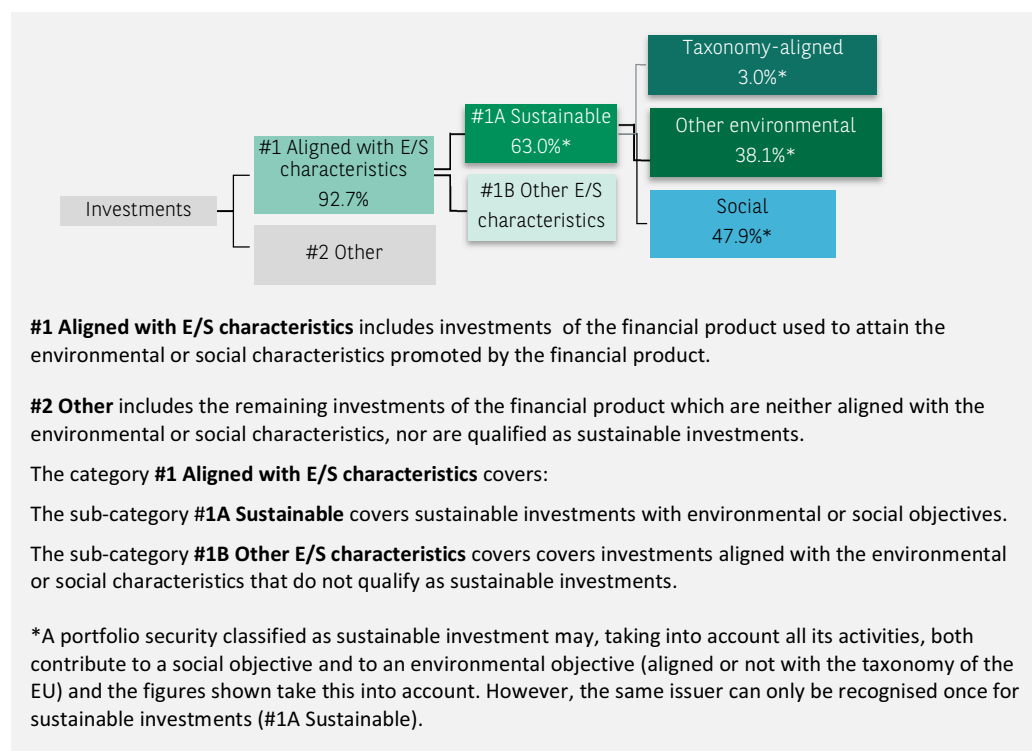 Taxonomy-aligned
3.0%*
#1A Sustainable
63.0%*
Other environmental
38.1%*
#1 Aligned with E/S
characteristics
92.7%
#1B Other E/S
characteristics
Investments
Social
47.9%*
#2 Other
#1 Aligned with E/S characteristics includes investments  of the financial product used to attain the
environmental or social characteristics promoted by the financial product.
#2 Other includes the remaining investments of the financial product which are neither aligned with the
environmental or social characteristics, nor are qualified as sustainable investments.
The category #1 Aligned with E/S characteristics covers:
The sub-category #1A Sustainable covers sustainable investments with environmental or social objectives.
The sub-category #1B Other E/S characteristics covers covers investments aligned with the environmental
or social characteristics that do not qualify as sustainable investments.
*A portfolio security classified as sustainable investment may, taking into account all its activities, both
contribute to a social objective and to an environmental objective (aligned or not with the taxonomy of the
EU) and the figures shown take this into account. However, the same issuer can only be recognised once for
sustainable investments (#1A Sustainable).